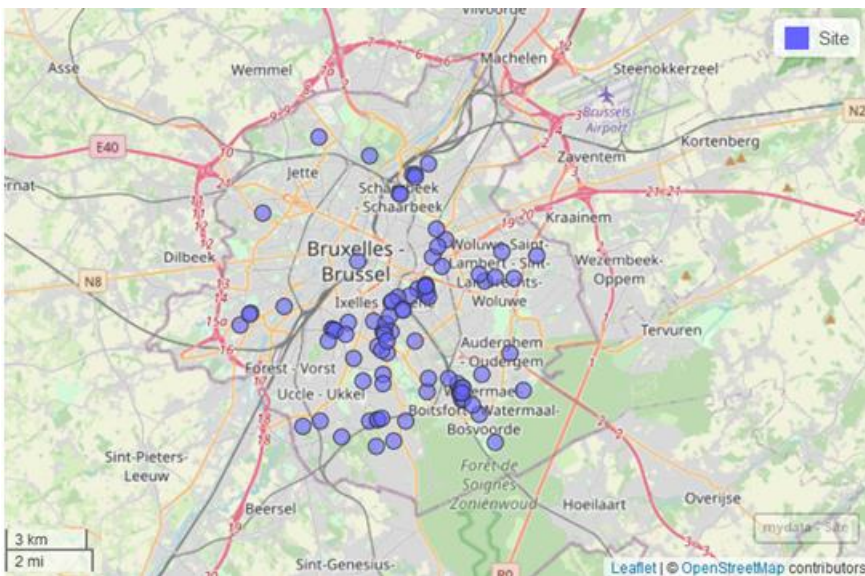 Vilvoorde
Site
Asse
Wemmel
Machelen
Steenokkerzeel
Brussels-
Airport
E40
N2
Jette
Schaarbeek
- Schaarbeek
Zaventem
Kortenberg
Kraainem
Dilbeek
Bruxelles -
Brussel
Woluwe-Saint-
Lambert - Sint-
Lambrechts-
Woluwe
Wezembeek-
Oppem
N8
Ixelles
Tervuren
Auderghem
- Oudergem
Forest - Vorst
Uccle - Ukkel
Boitsfort - Watermaal-
Bosvoorde
Sint-Pieters-
Leeuw
Forêt de
Soignes
Zoniënwoud
Overijse
Beersel
Hoeilaart
mydata - Site
3 km
2 mi
Sint-Genesius-
R0
Leaflet | © OpenStreetMap contributors